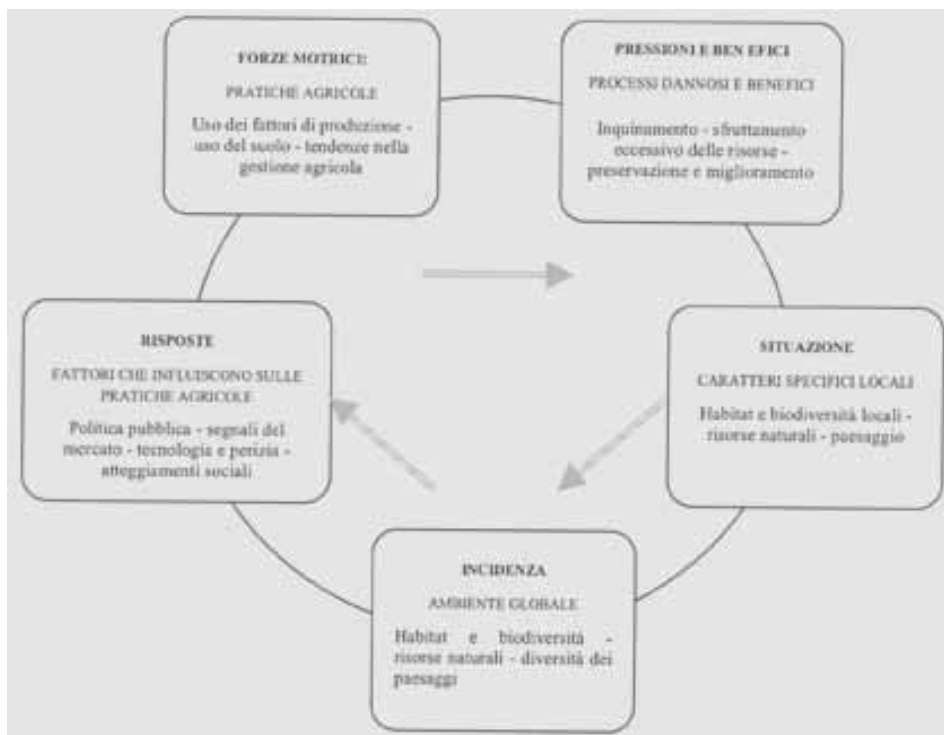 FORZE MOTRICI:
PRATICHE AGRICOLE
Uso dei fattori di produzione -
uso del suolo - tendenze nella
gestione agricola
PRESSIONI E BEN EFICI
PROCESSI DANNOSI E BENEFICI
Inquinamento - sfruttamento
eccessivo delle risorse -
preservazione e miglioramento
SITUAZIONE
CARATTERI SPECIFICI LOCALI
Habitat e biodiversità locali -
risorse naturali - paesaggio
INCIDENZA
AMBIENTE GLOBALE
Habitat e biodiversità -
risorse naturali - diversità dei
paesaggi
RISPOSTE
FATTORI CHE INFLUISCONO SULLE
PRATICHE AGRICOLE
Politica pubblica - segnali del
mercato - tecnologia e perizia -
atteggiamenti sociali